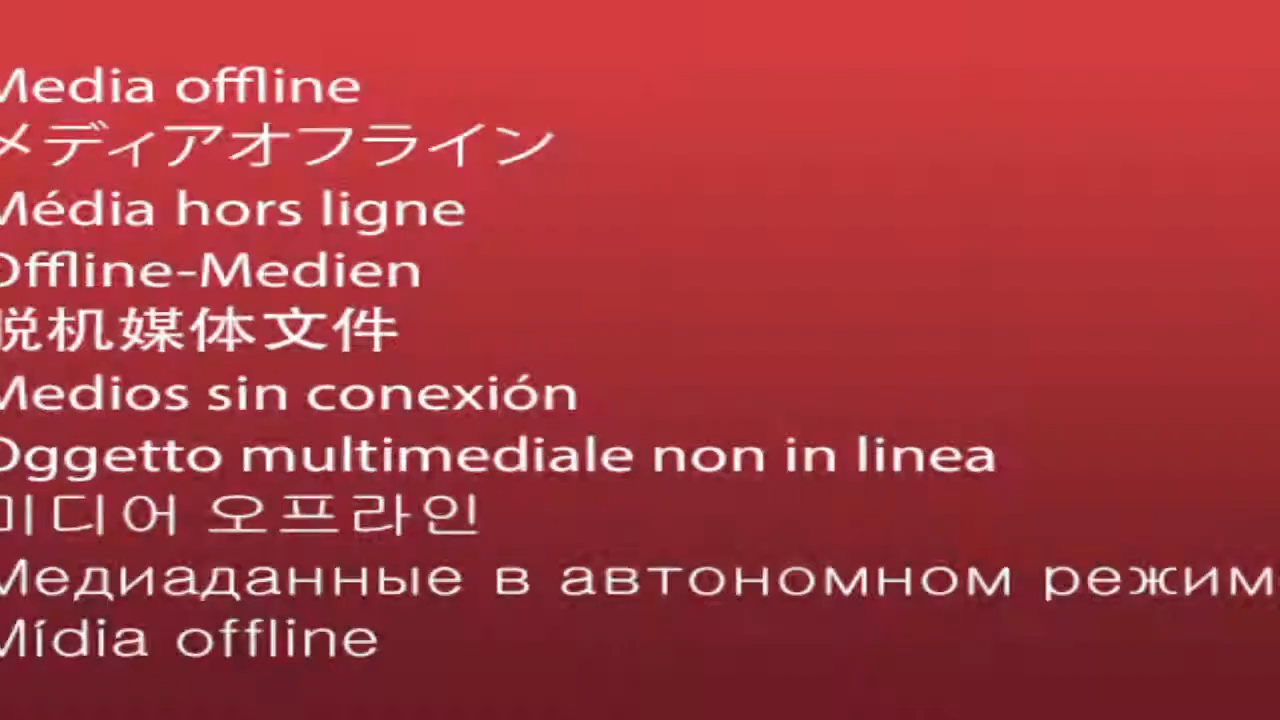 Media offline
メディアオフライン
Média hors ligne
Offline-Medien
脱机媒体文件
Medios sin conexión
Oggetto multimediale non in linea
미디어 오프라인
Медиаданные в автономном режим
Mídia offline